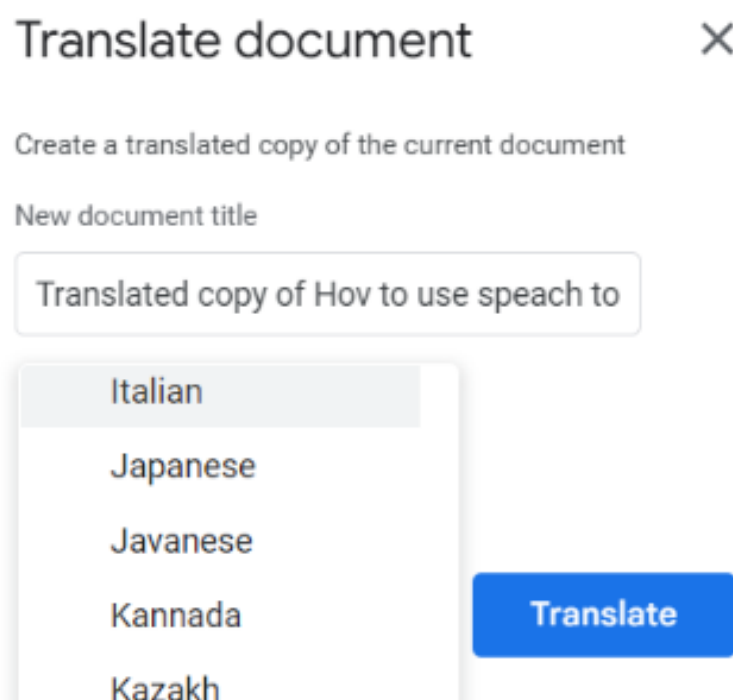 Translate document
Create a translated copy of the current document
New document title
Translated copy of Hov to use speach to
Italian
Japanese
Javanese
Kannada
Translate
Kazakh